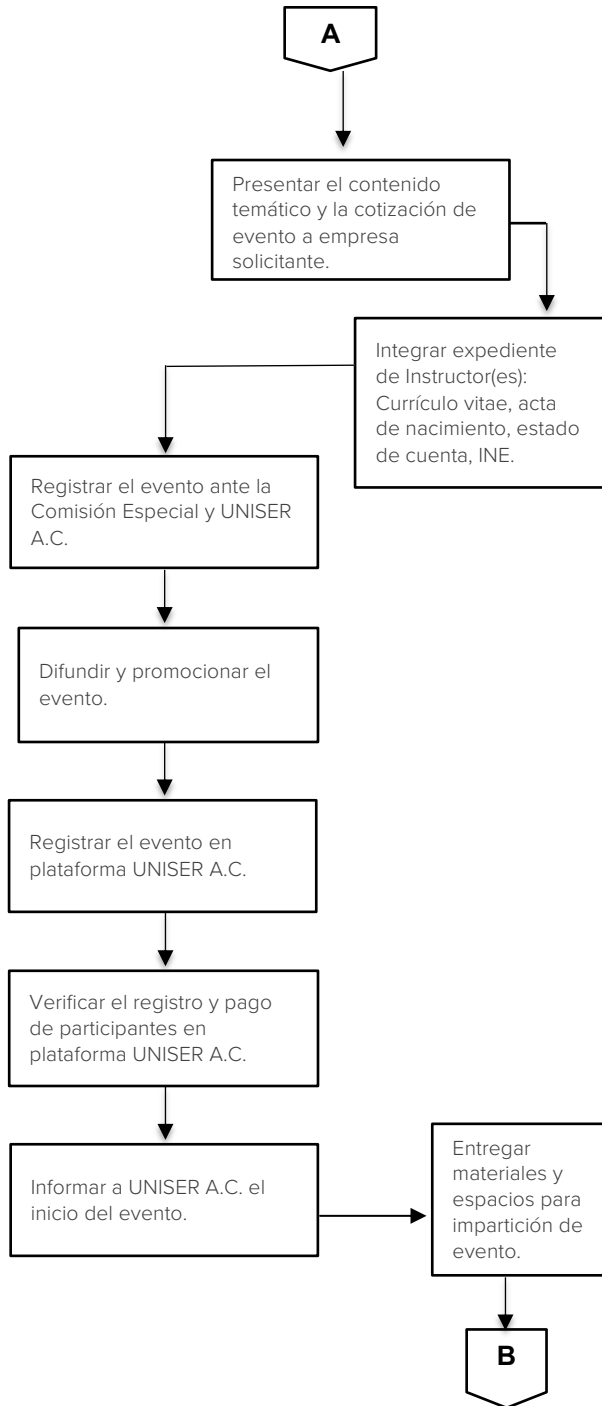 A
Presentar el contenido
temático y la cotización de
evento a empresa
solicitante.
Integrar expediente
de Instructor(es):
Currículo vitae, acta
de nacimiento, estado
de cuenta, INE.
Registrar el evento ante la
Comisión Especial y UNISER
A.C.
Difundir y promocionar el
evento.
Registrar el evento en
plataforma UNISER A.C.
Verificar el registro y pago
de participantes en
plataforma UNISER A.C.
Informar a UNISER A.C. el
inicio del evento.
Entregar
materiales y
espacios para
impartición de
evento.
B